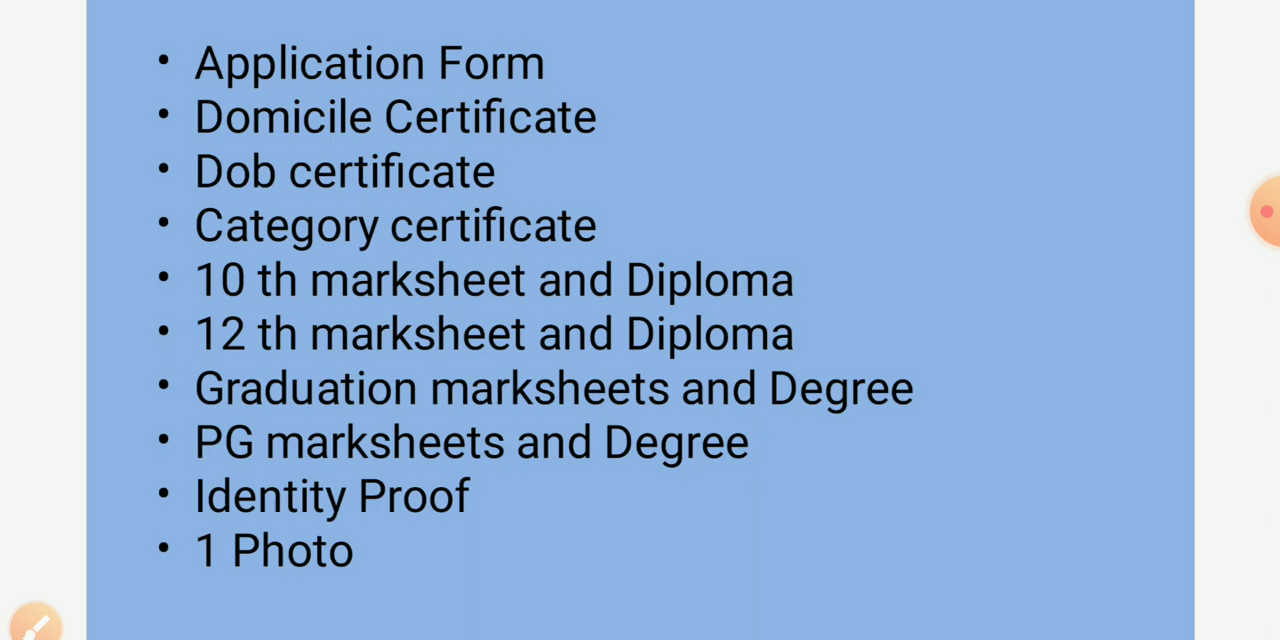 • Application Form
• Domicile Certificate
• Dob certificate
• Category certificate
• 10 th marksheet and Diploma
• 12 th marksheet and Diploma
• Graduation marksheets and Degree
• PG marksheets and Degree
• Identity Proof
• 1 Photo